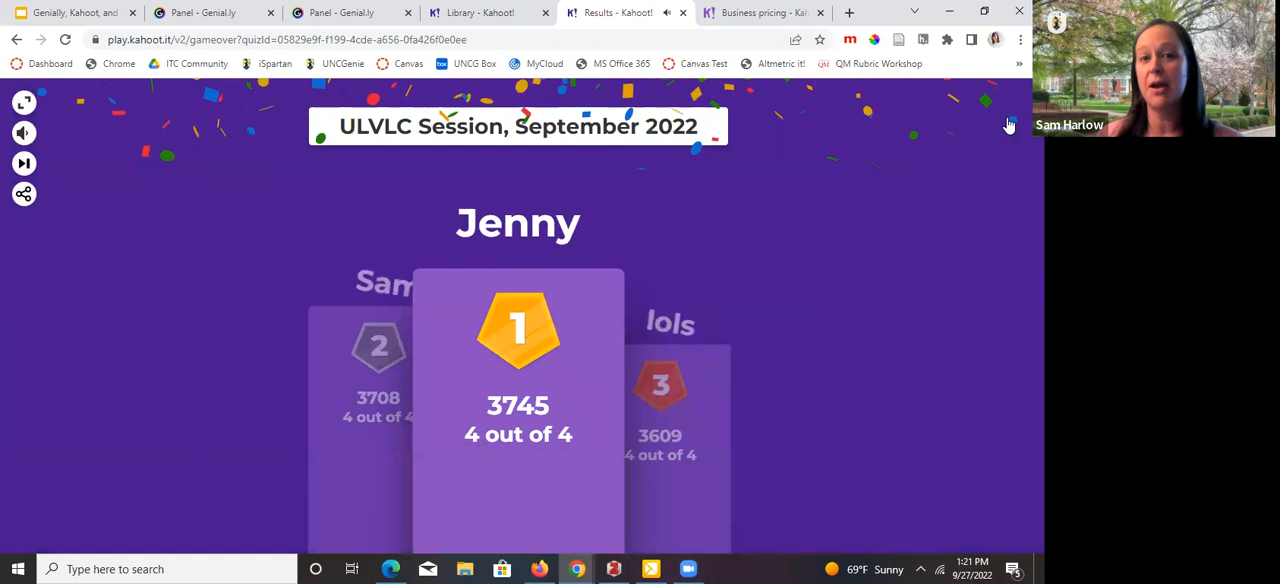 Genially, Kahoot, and
Panel - Genial.ly
Panel - Genial.ly
Library - Kahoot!
Results - Kahoot!
Business pricing - Kah
play.kahoot.it/v2/gameover?quizId=05829e9f-f199-4cde-a656-0fa426f0e0ee
Dashboard
Chrome
ITC Community
iSpartan
UNCGenie
Canvas
UNCG Box
MyCloud
MS Office 365
Canvas Test
Altmetric it!
QM Rubric Workshop
»
Sam Harlow
ULVLC Session, September 2022
Jenny
Sam
lols
1
2
3
3745
4 out of 4
3708
4 out of 4
3609
4 out of 4
Type here to search
69°F Sunny
1:21 PM
9/27/2022
5